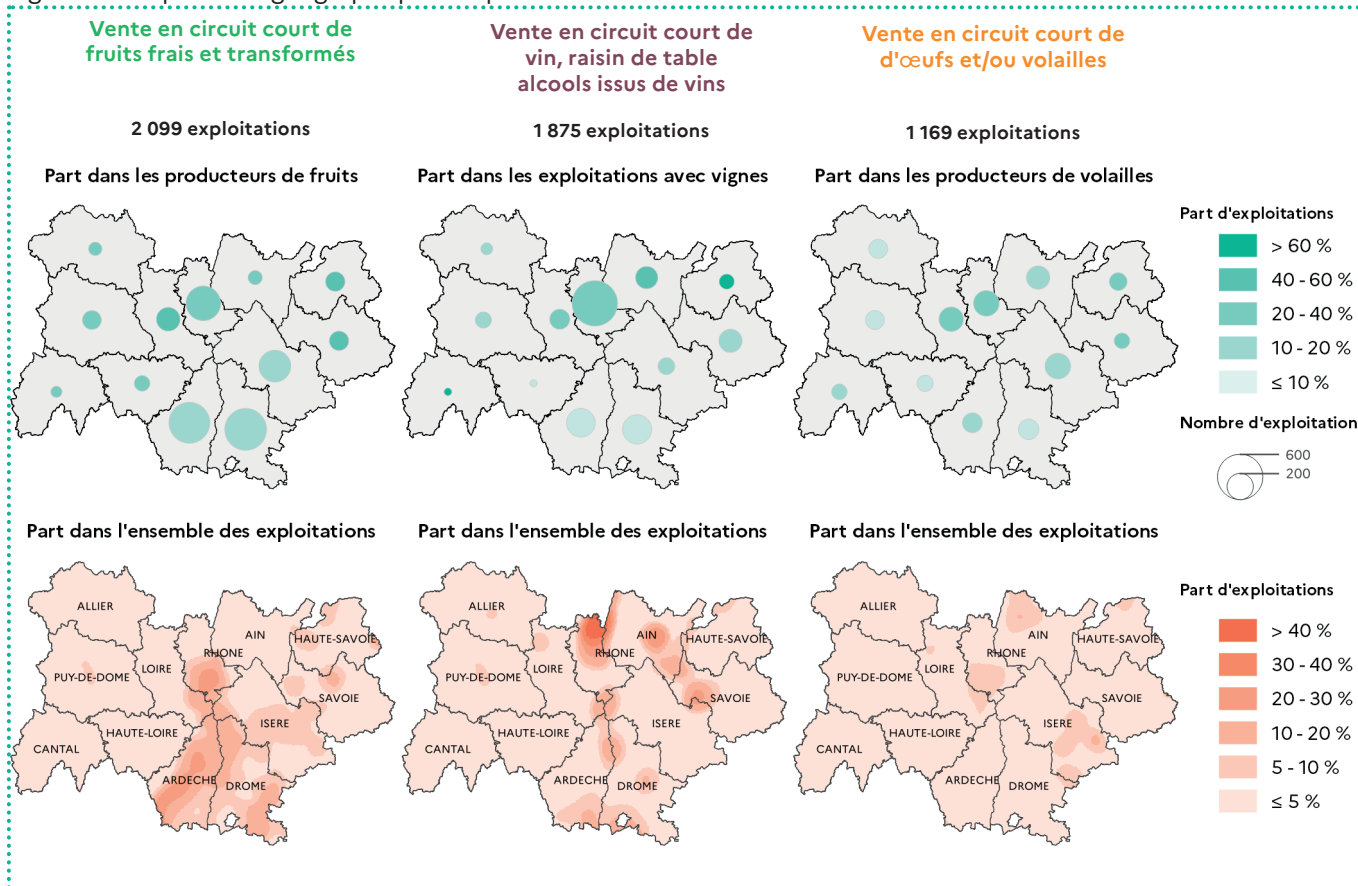 Vente en circuit court de
fruits frais et transformés
2 099 exploitations
Part dans les producteurs de fruits
Vente en circuit court de
vin, raisin de table
alcools issus de vins
1 875 exploitations
Part dans les exploitations avec vignes
Vente en circuit court de
d'œufs et/ou volailles
1 169 exploitations
Part dans les producteurs de volailles
Part d'exploitations
> 60 %
40 - 60 %
20 - 40 %
10 - 20 %
≤ 10 %
Nombre d'exploitation
600
200
Part dans l'ensemble des exploitations
ALLIER
AIN
HAUTE-SAVOIE
RHONE
LOIRE
PUY-DE-DOME
SAVOIE
ISERE
HAUTE-LOIRE
CANTAL
ARDECHE
DROME
Part dans l'ensemble des exploitations
ALLIER
AIN
HAUTE-SAVOIE
RHONE
LOIRE
PUY-DE-DOME
SAVOIE
ISERE
HAUTE-LOIRE
CANTAL
ARDECHE
DROME
Part dans l'ensemble des exploitations
ALLIER
AIN
HAUTE-SAVOIE
RHONE
LOIRE
PUY-DE-DOME
SAVOIE
ISERE
HAUTE-LOIRE
CANTAL
ARDECHE
DROME
Part d'exploitations
> 40 %
30 - 40 %
20 - 30 %
10 - 20 %
5 - 10 %
≤ 5 %